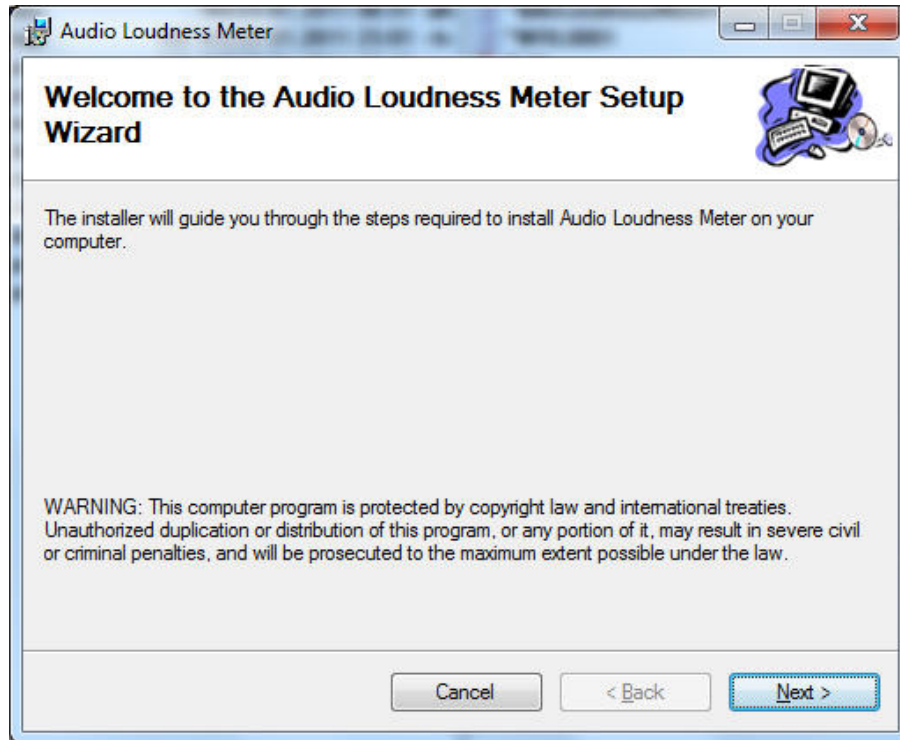 Audio Loudness Meter
Welcome to the Audio Loudness Meter Setup
Wizard
The installer will guide you through the steps required to install Audio Loudness Meter on your
computer.
WARNING: This computer program is protected by copyright law and international treaties.
Unauthorized duplication or distribution of this program, or any portion of it, may result in severe civil
or criminal penalties, and will be prosecuted to the maximum extent possible under the law.
Cancel
< Back
Next >